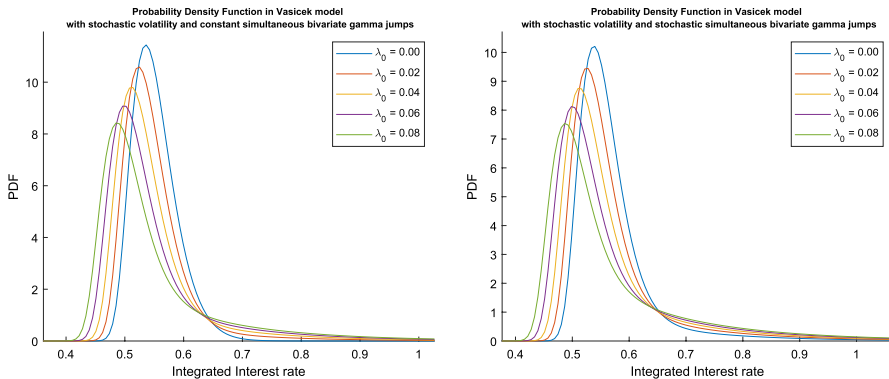 Probability Density Function in Vasicek model
with stochastic volatility and constant simultaneous bivariate gamma jumps
λ0 = 0.00
λ0 = 0.02
λ0 = 0.04
λ0 = 0.06
λ0 = 0.08
PDF
10
8
6
4
2
0
0.4 0.5 0.6 0.7 0.8 0.9 1
Integrated Interest rate
Probability Density Function in Vasicek model
with stochastic volatility and stochastic simultaneous bivariate gamma jumps
λ0 = 0.00
λ0 = 0.02
λ0 = 0.04
λ0 = 0.06
λ0 = 0.08
PDF
10
9
8
7
6
5
4
3
2
1
0
0.4 0.5 0.6 0.7 0.8 0.9 1
Integrated Interest rate